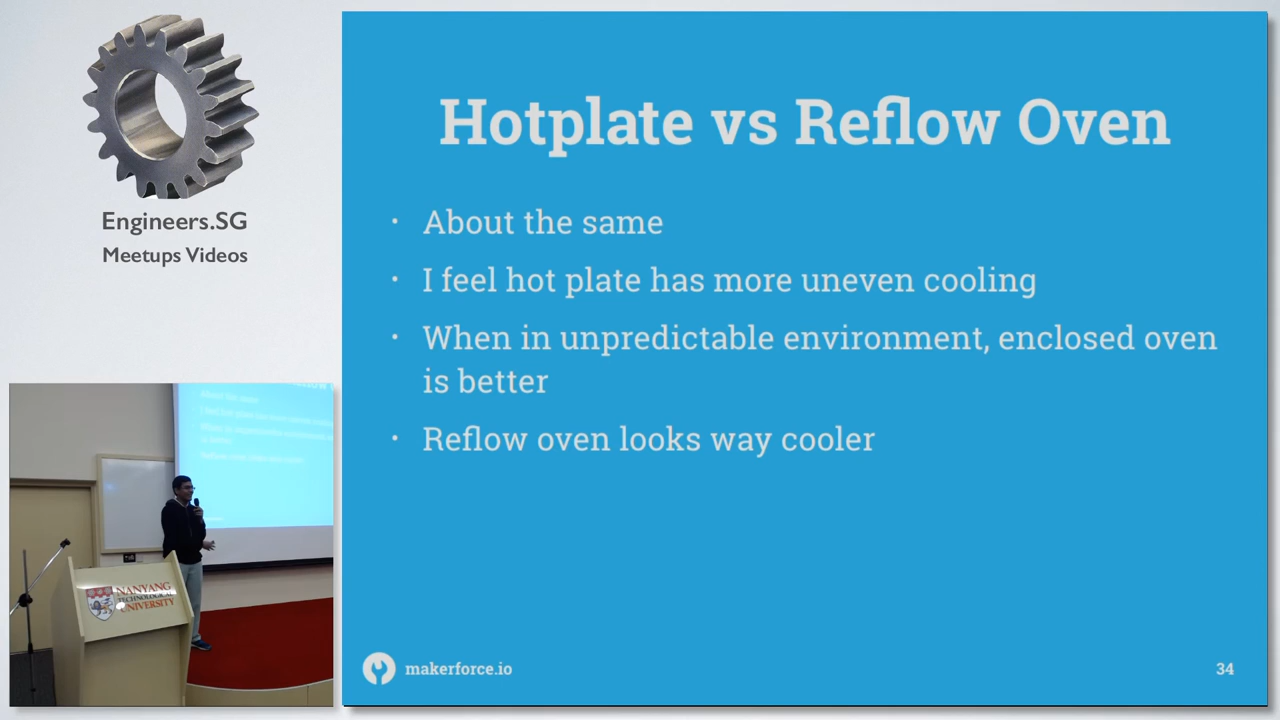 Engineers.SG
Meetups Videos
Hotplate vs Reflow Oven
· About the same
· I feel hot plate has more uneven cooling
· When in unpredictable environment, enclosed oven
is better
· Reflow oven looks way cooler
makerforce.io
34
NANYANG
TECHNOLOGICAL
UNIVERSITY